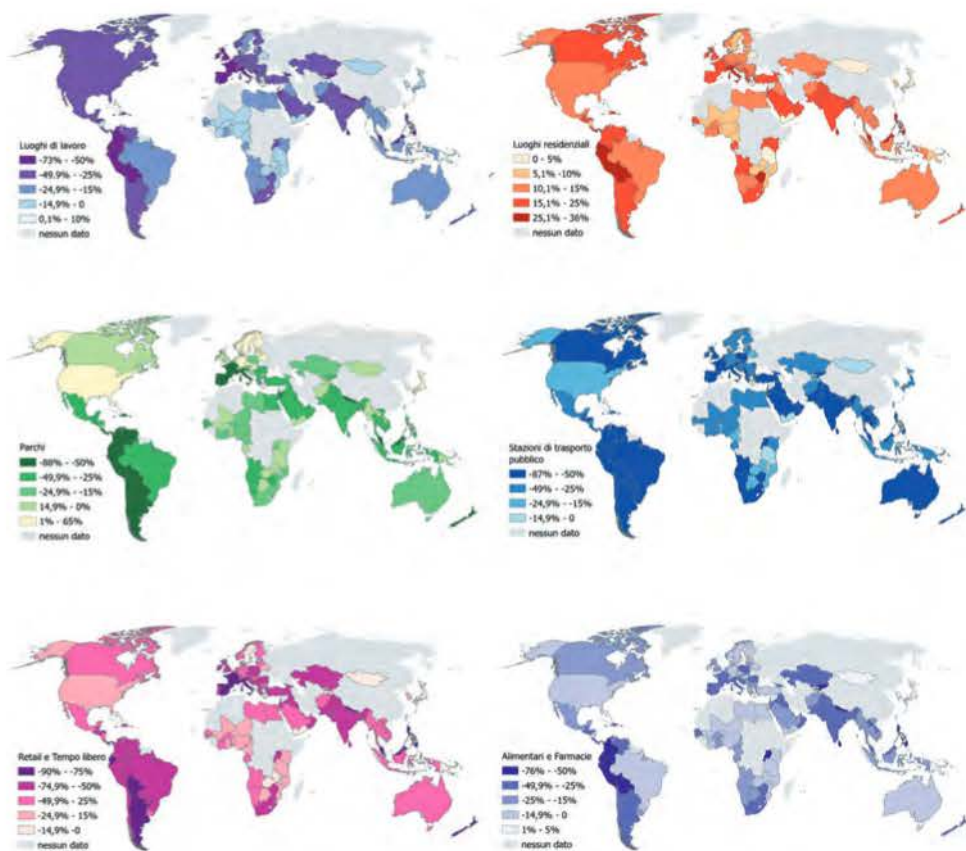 Luoghi di lavoro
-73% - -50%
-49,9% - -25%
-24,9% - -15%
-14,9% - 0
0,1% - 10%
nessun dato
Luoghi residenziali
0 - 5%
5,1% -10%
10,1% - 15%
15,1% - 25%
25,1% - 36%
nessun dato
Parchi
-88% - -50%
-49,9% - -25%
-24,9% - -15%
14,9% - 0%
1% - 65%
nessun dato
Stazioni di trasporto
pubblico
-87% - -50%
-49% - -25%
-24,9% - -15%
-14,9% - 0
nessun dato
Retail e Tempo libero
-90% - -75%
-74,9% - -50%
-49,9% - 25%
-24,9% - 15%
-14,9% -0
nessun dato
Alimentari e Farmacie
-76% - -50%
-49,9% - -25%
-25% - -15%
-14,9% - 0
1% - 5%
nessun dato